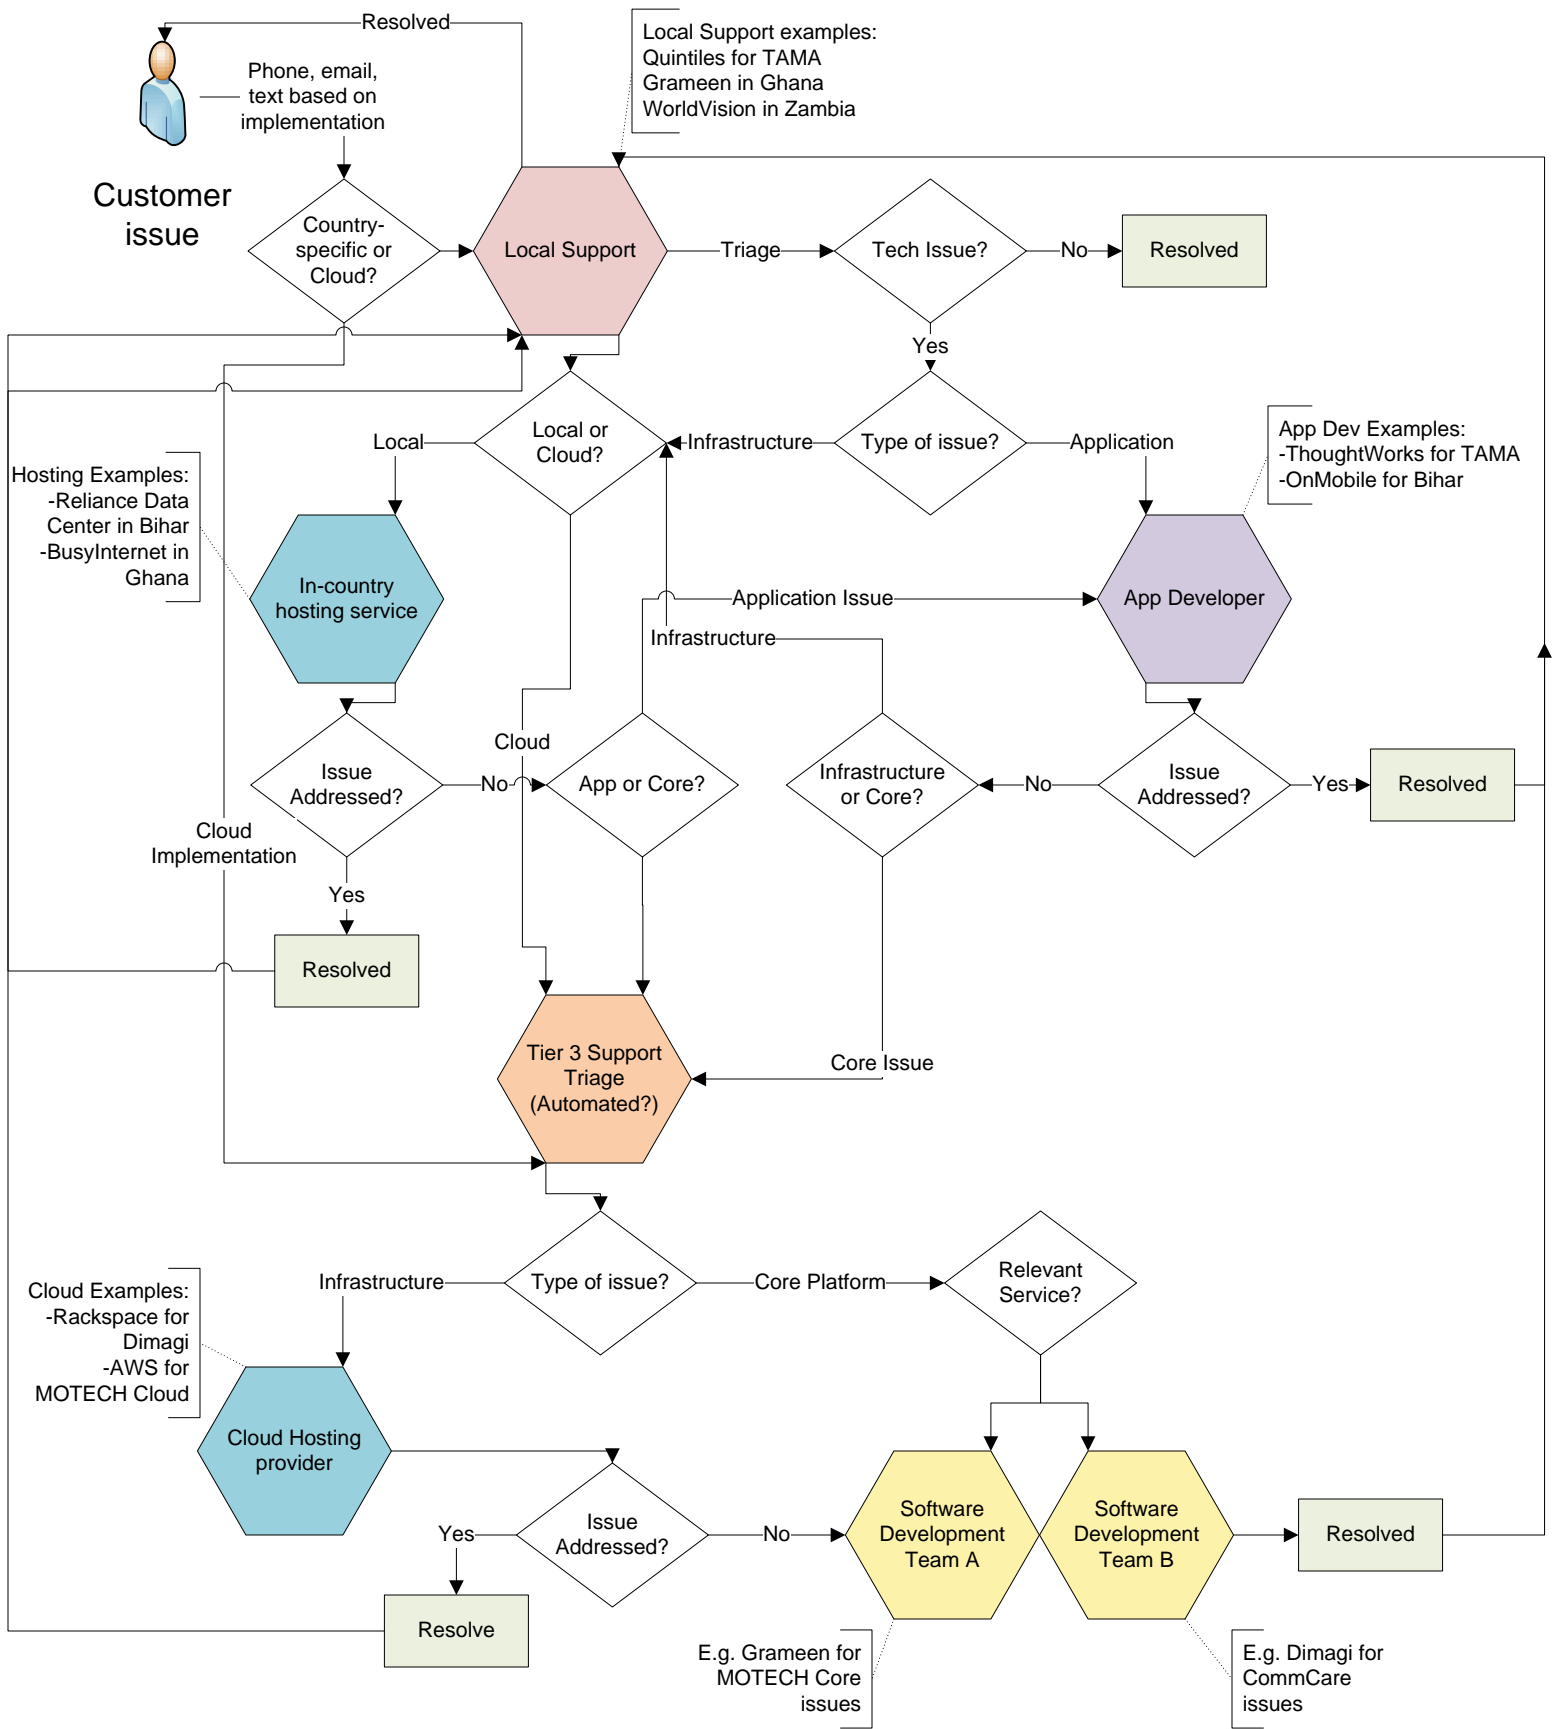 Resolved
Local Support examples:
Quintiles for TAMA
Grameen in Ghana
WorldVision in Zambia
Phone, email,
text based on
implementation
Customer
issue
Country-
specific or
Cloud?
Local Support
Triage
Tech Issue?
No
Resolved
Yes
Local
Local or
Cloud?
Infrastructure
Type of issue?
Application
App Dev Examples:
-ThoughtWorks for TAMA
-OnMobile for Bihar
Hosting Examples:
-Reliance Data
Center in Bihar
-BusyInternet in
Ghana
In-country
hosting service
Application Issue
App Developer
Infrastructure
Cloud
Issue
Addressed?
No
App or Core?
Infrastructure
or Core?
No
Issue
Addressed?
Yes
Resolved
Cloud
Implementation
Yes
Resolved
Tier 3 Support
Triage
(Automated?)
Core Issue
Infrastructure
Type of issue?
Core Platform
Relevant
Service?
Cloud Examples:
-Rackspace for
Dimagi
-AWS for
MOTECH Cloud
Cloud Hosting
provider
Yes
Issue
Addressed?
No
Software
Development
Team A
Software
Development
Team B
Resolved
Resolve
E.g. Grameen for
MOTECH Core
issues
E.g. Dimagi for
CommCare
issues